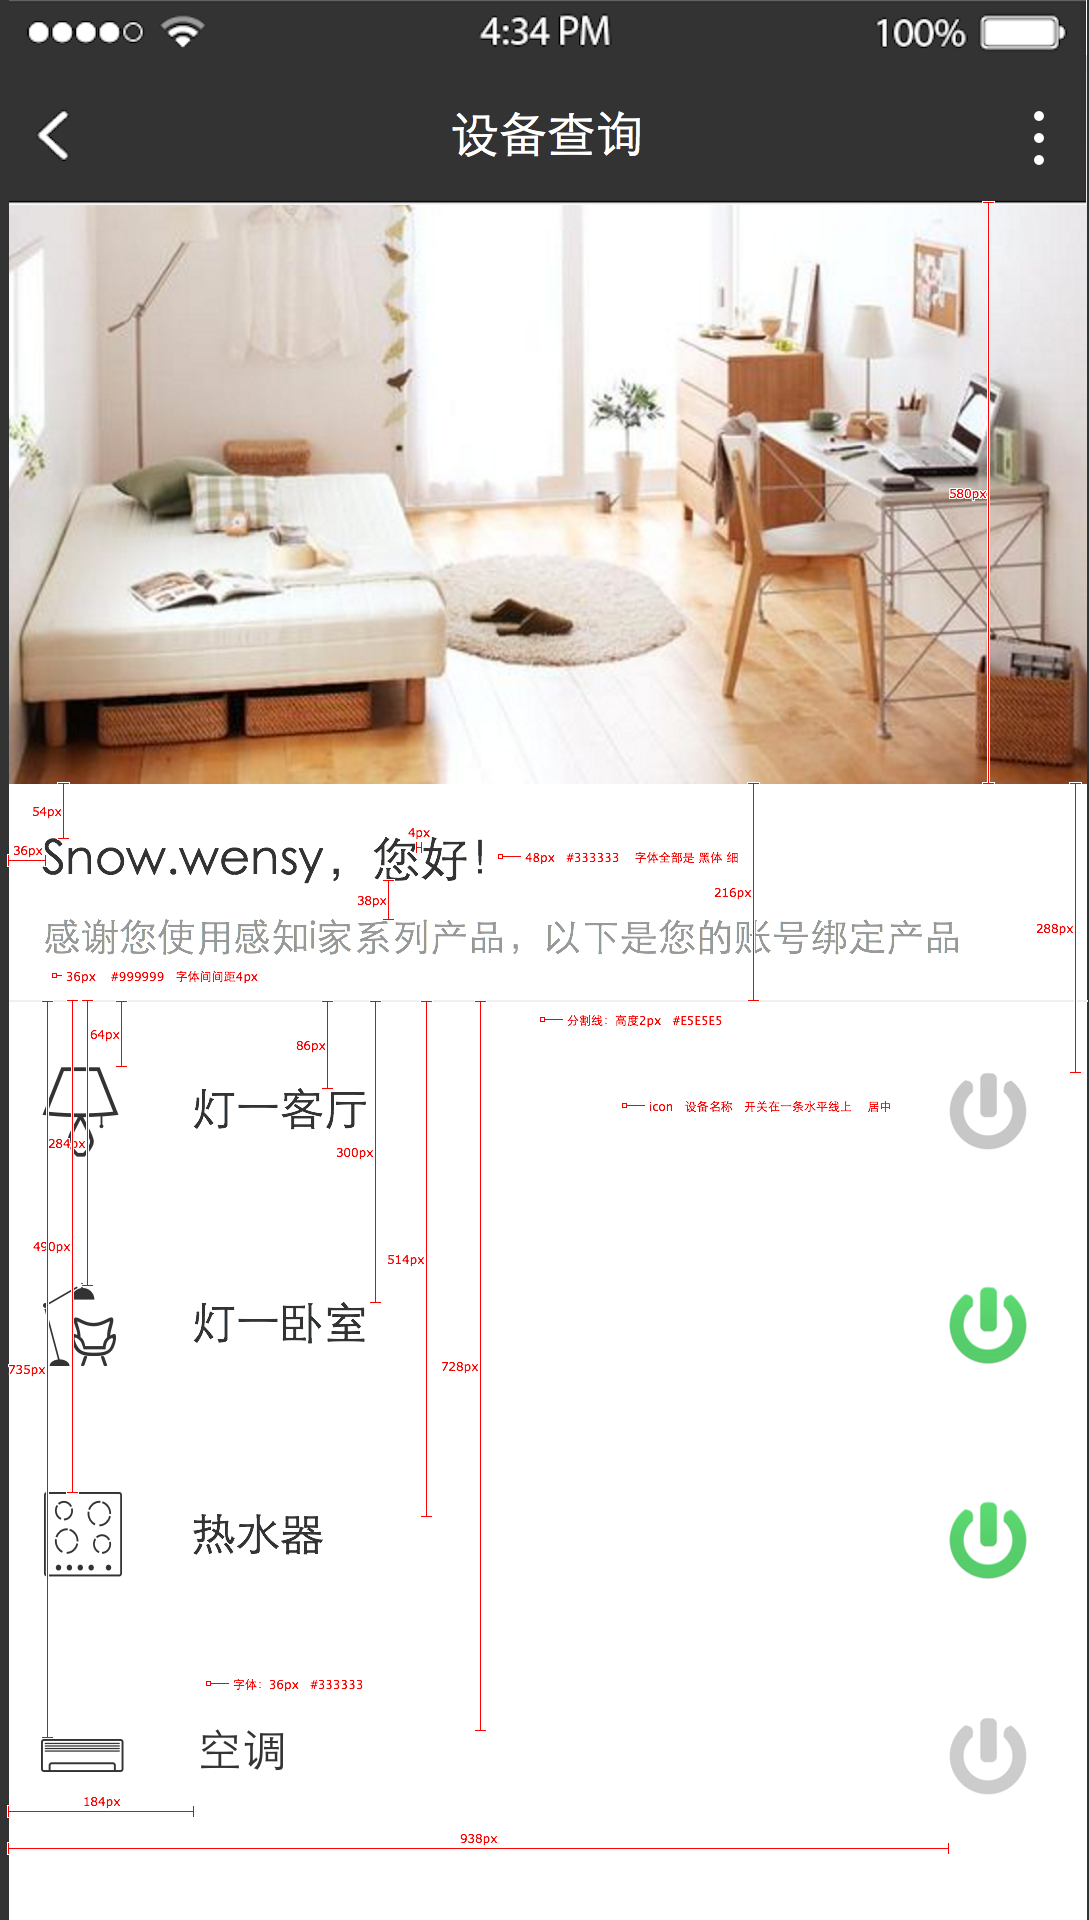 4:34 PM 100%
设备查询
580px
54px
4px
36px
Snow.wensy，您好！
48px #333333 字体全部是 黑体 细
38px
216px
288px
感谢您使用感知i家系列产品，以下是您的账号绑定产品
36px #999999 字体间间距4px
分割线：高度2px #E5E5E5
64px
86px
灯一客厅
icon 设备名称 开关在一条水平线上 居中
284px
300px
490px
514px
灯一卧室
735px
728px
热水器
字体：36px #333333
空调
184px
938px